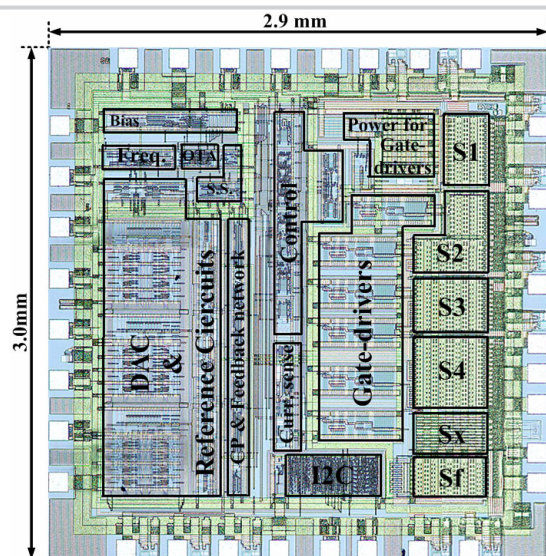 2.9 mm
3.0mm
Bias
Freq.
OTA
S.S.
Control
Power for
Gate
drivers
S1
S2
S3
S4
Sx
Sf
DAC
&
Reference Ciercuits
CP & Feedback network
Curr. sense
Gate-drivers
I2C